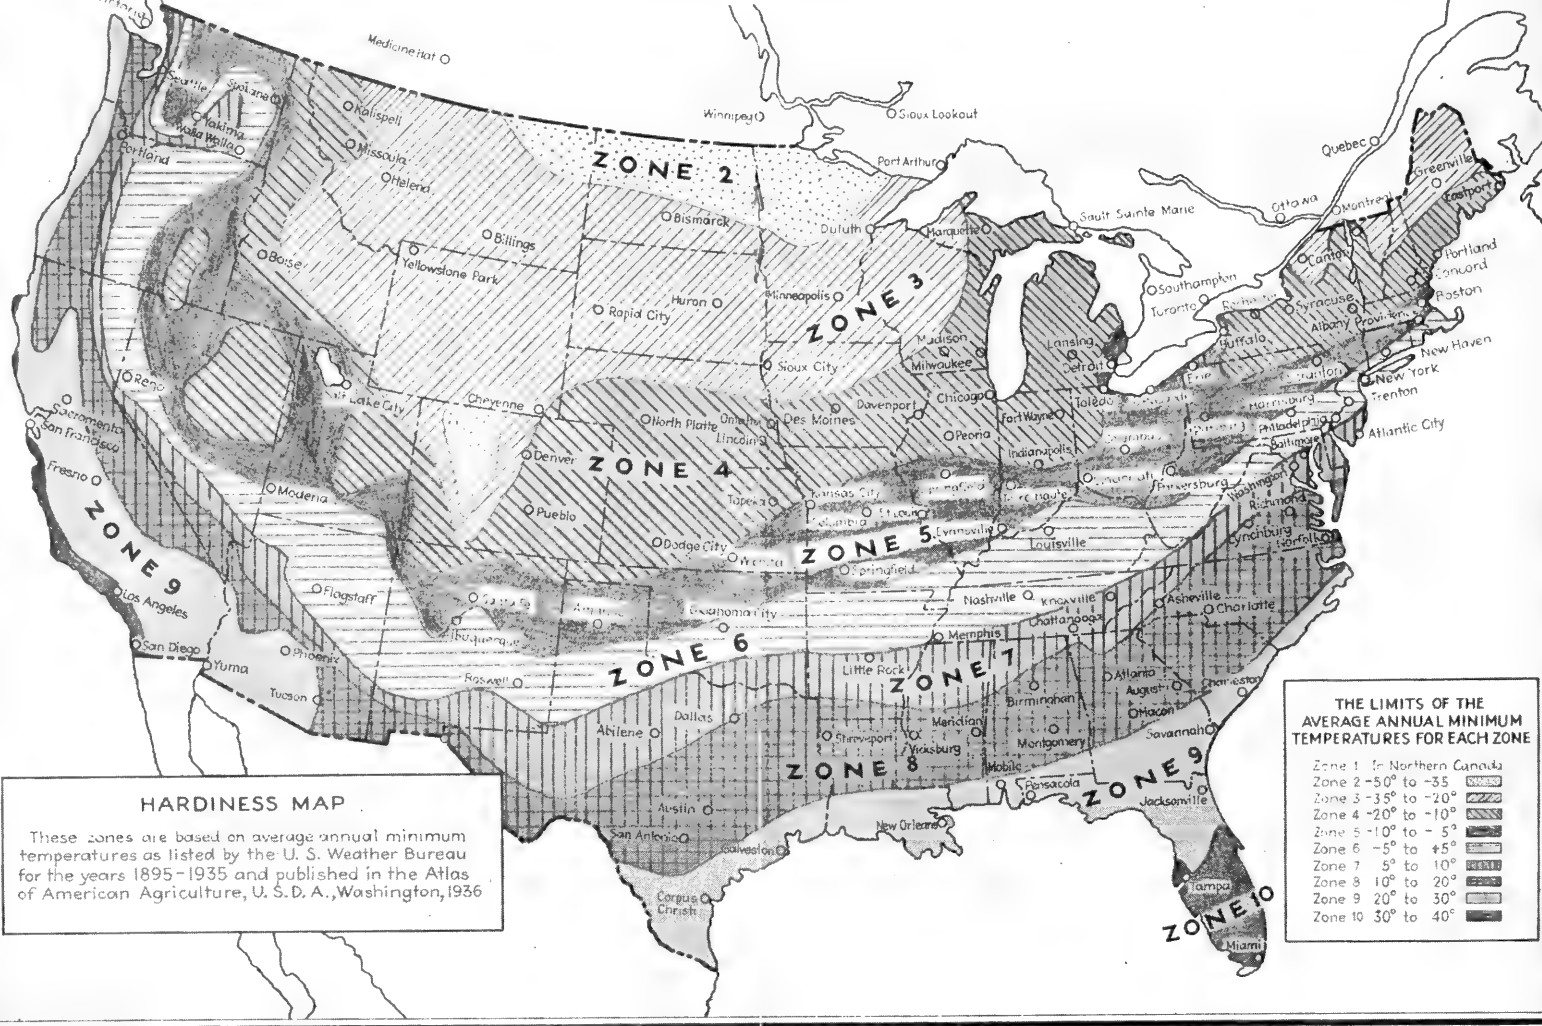 Medicine Hat
Winnipeg
Sioux Lookout
Port Arthur
Quebec
Ottawa
Montreal
Sault Sainte Marie
Southampton
Toronto
Seattle
Spokane
Yakima
Walla Walla
Portland
Kalispell
Missoula
Helena
ZONE 2
Bismarck
Duluth
Marquette
Greenville
Eastport
Billings
Yellowstone Park
Boise
Canton
Portland
Concord
Boston
Huron
Rapid City
Minneapolis
ZONE 3
Syracuse
Albany
Providence
Buffalo
Madison
Milwaukee
Lansing
Detroit
Sioux City
Erie
Scranton
New Haven
New York
Trenton
Reno
Salt Lake City
Cheyenne
North Platte
Omaha
Lincoln
Des Moines
Davenport
Chicago
Fort Wayne
Toledo
Harrisburg
Philadelphia
Baltimore
Atlantic City
Sacramento
San Francisco
Fresno
Denver
ZONE 4
Peoria
Indianapolis
Parkersburg
Washington
Modena
Pueblo
Topeka
Kansas City
Columbia
Terre Haute
Richmond
Lynchburg
Norfolk
ZONE 9
Dodge City
Wichita
ZONE 5
Evansville
Louisville
Springfield
Los Angeles
Flagstaff
Santa Fe
Oklahoma City
Nashville
Knoxville
Asheville
Charlotte
Chattanooga
Albuquerque
San Diego
Yuma
Phoenix
Tucson
Roswell
ZONE 6
Memphis
Little Rock
ZONE 7
Birmingham
Atlanta
August
Charleston
Macon
Abilene
Dallas
Shreveport
Vicksburg
Meridian
Montgomery
Savannah
ZONE 8
Mobile
Pensacola
ZONE 9
Jacksonville
Austin
San Antonio
New Orleans
Galveston
Corpus
Christi
Tampa
ZONE 10
Miami
HARDINESS MAP
These zones are based on average annual minimum
temperatures as listed by the U. S. Weather Bureau
for the years 1895-1935 and published in the Atlas
of American Agriculture, U. S. D. A., Washington, 1936
THE LIMITS OF THE
AVERAGE ANNUAL MINIMUM
TEMPERATURES FOR EACH ZONE
Zone 1 In Northern Canada
Zone 2 -50° to -35
Zone 3 -35° to -20°
Zone 4 -20° to -10°
Zone 5 -10° to - 5°
Zone 6 -5° to +5°
Zone 7 5° to 10°
Zone 8 10° to 20°
Zone 9 20° to 30°
Zone 10 30° to 40°